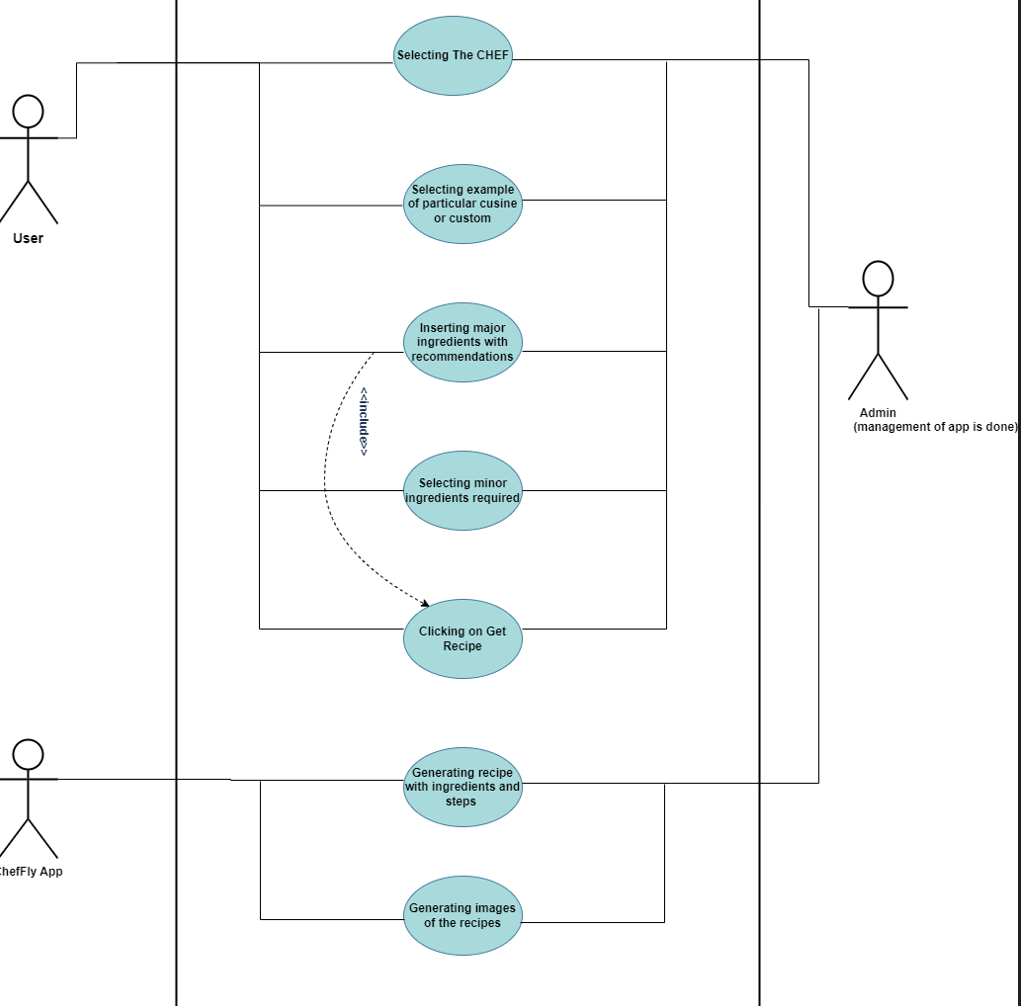 Selecting The CHEF
Selecting example
of particular cusine
or custom
User
Inserting major
ingredients with
recommendations
<<include>>
Admin
(management of app is done)
Selecting minor
ingredients required
Clicking on Get
Recipe
Generating recipe
with ingredients and
steps
hefFly App
Generating images
of the recipes